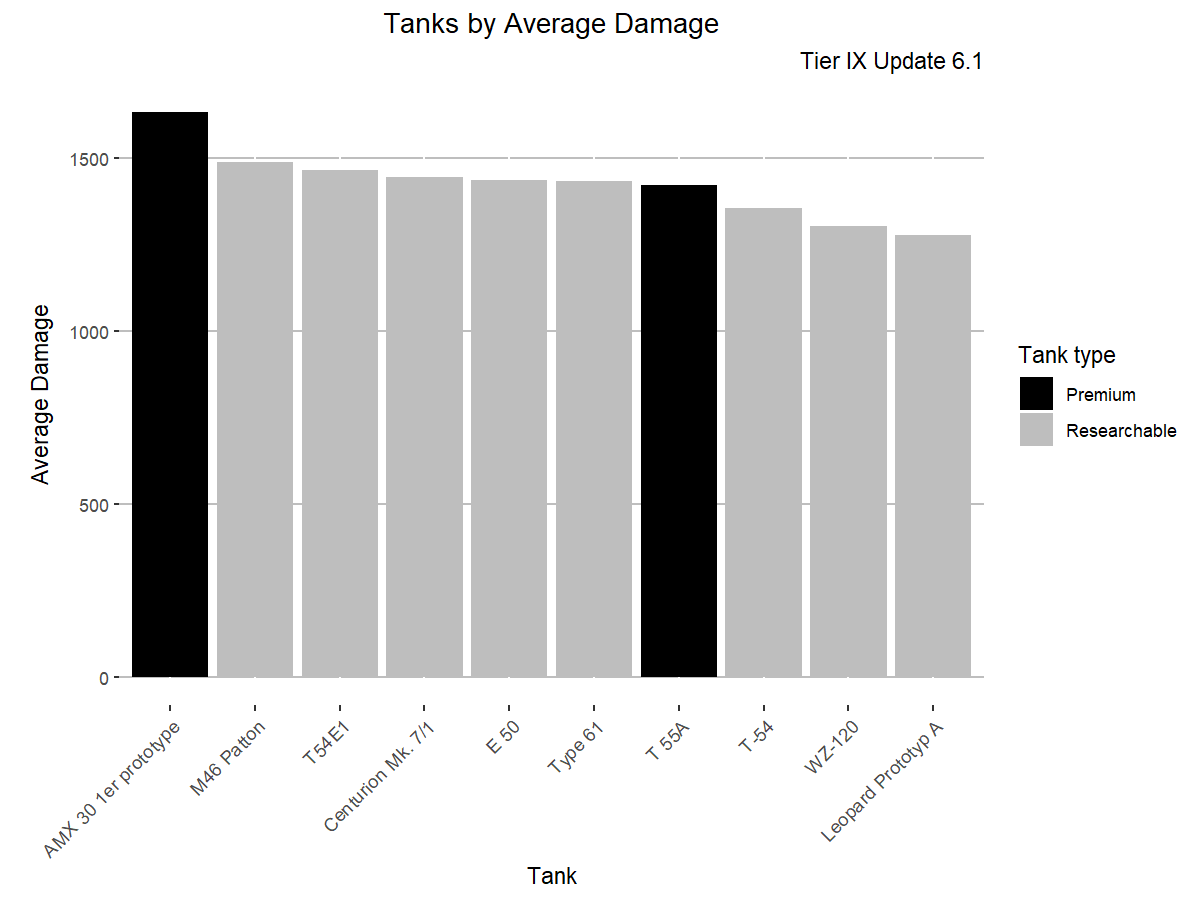 Tanks by Average Damage
Tier IX Update 6.1
Average Damage
1500
1000
500
0
AMX 30 1er prototype
M46 Patton
T54E1
Centurion Mk. 7/1
E 50
Type 61
T 55A
T-54
WZ-120
Leopard Prototyp A
Tank
Tank type
Premium
Researchable